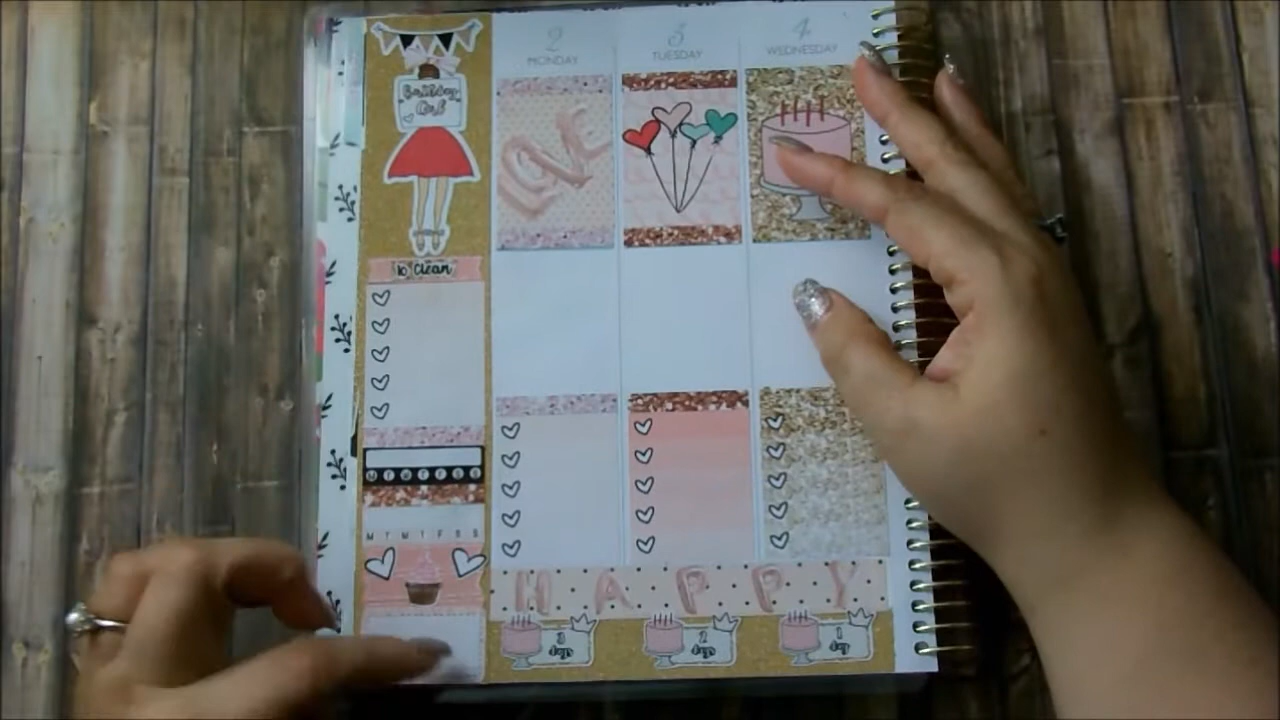 2
MONDAY
3
TUESDAY
4
WEDNESDAY
Birthday
Girl
LOVE
to Clean
M T W T F S S
M T W T F S S
HAPPY
3
days
2
days
1
day